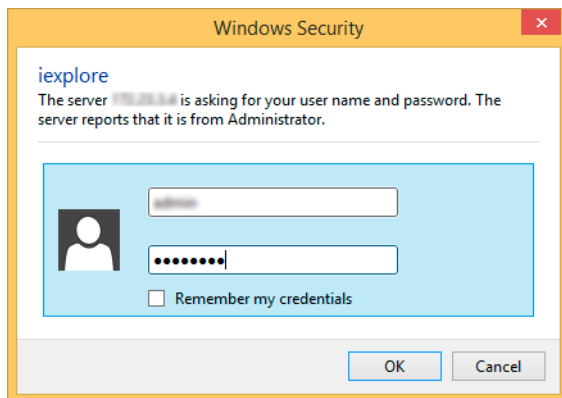 Windows Security
iexplore
The server is asking for your user name and password. The
server reports that it is from Administrator.
••••••••
Remember my credentials
OK Cancel